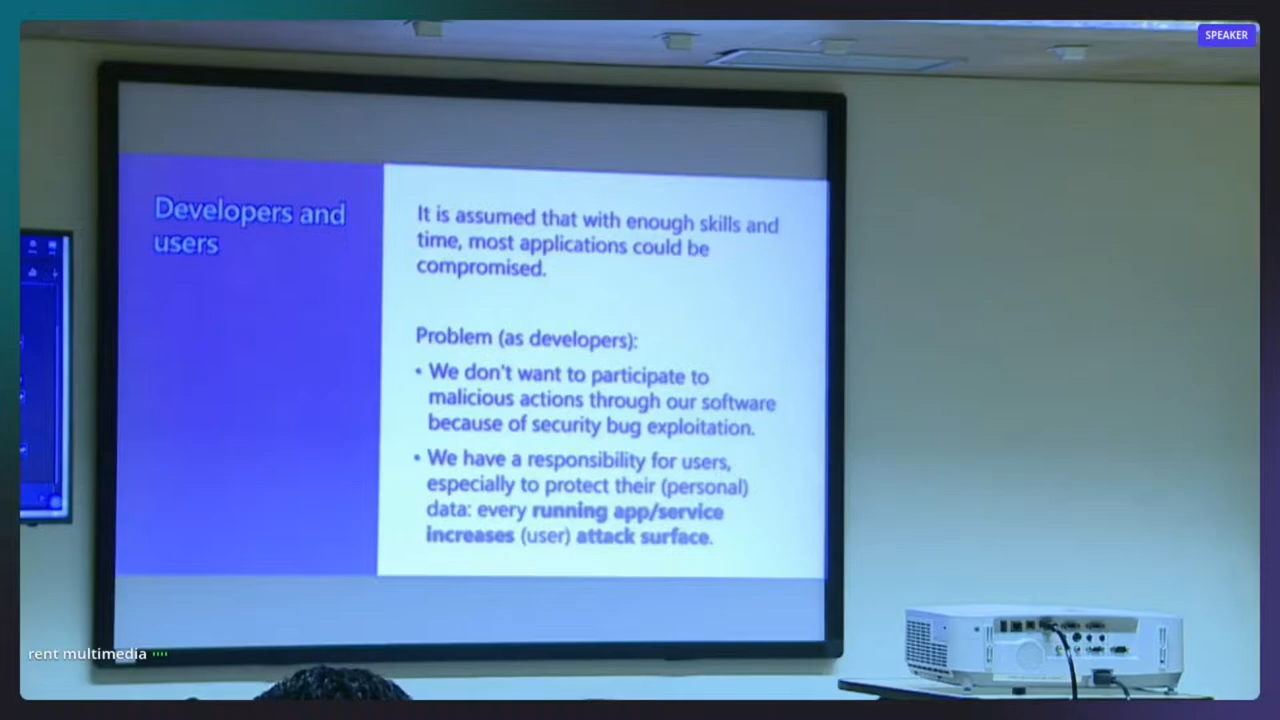 SPEAKER
Developers and
users
It is assumed that with enough skills and
time, most applications could be
compromised.
Problem (as developers):
• We don't want to participate to
malicious actions through our software
because of security bug exploitation.
• We have a responsibility for users,
especially to protect their (personal)
data: every running app/service
increases (user) attack surface.
rent multimedia